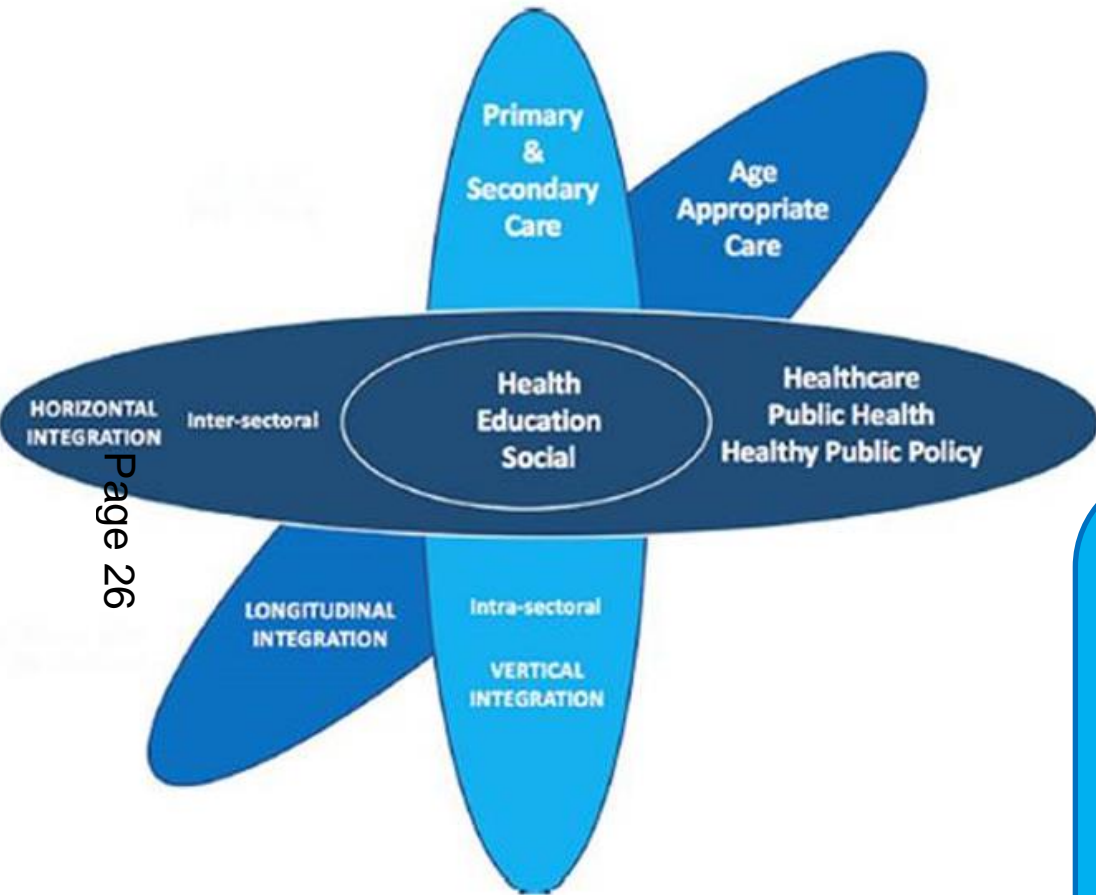 Primary
&
Secondary
Care
Age
Appropriate
Care
HORIZONTAL
INTEGRATION
Inter-sectoral
Health
Education
Social
Healthcare
Public Health
Healthy Public Policy
Page 26
LONGITUDINAL
INTEGRATION
Intra-sectoral
VERTICAL
INTEGRATION